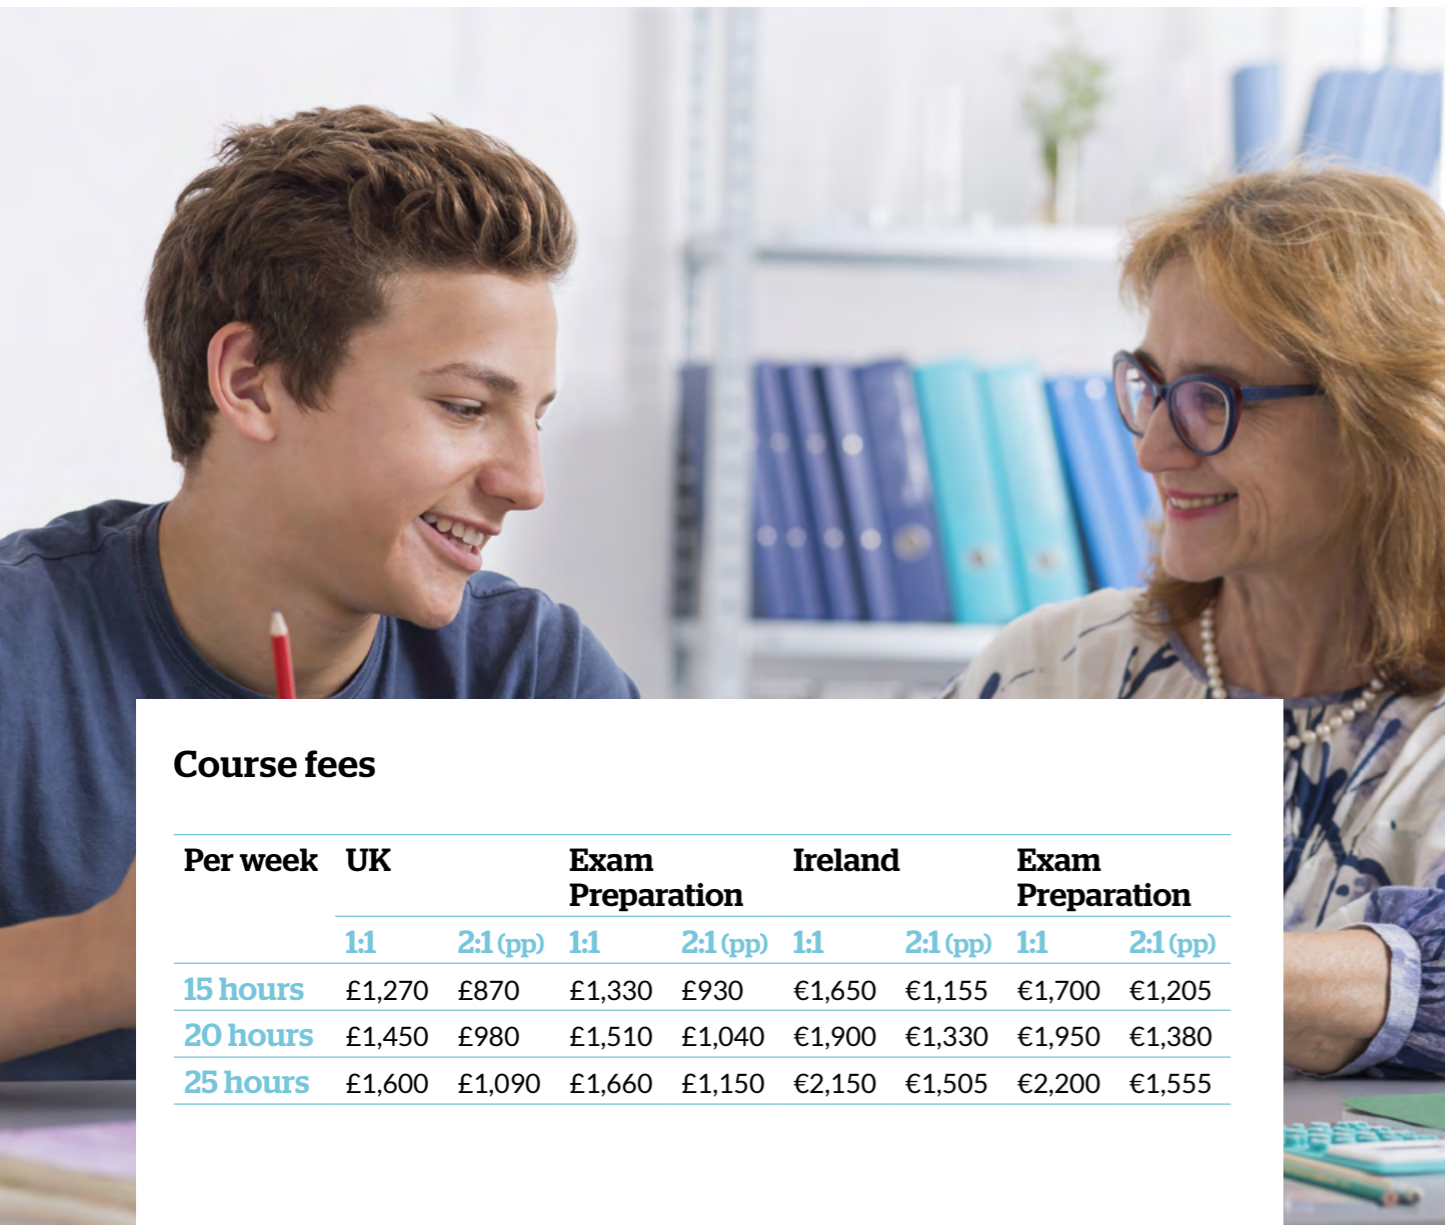 Course fees
Per week UK Exam Preparation Ireland Exam Preparation
1:1 2:1 (pp) 1:1 2:1 (pp) 1:1 2:1 (pp) 1:1 2:1 (pp)
15 hours £1,270 £870 £1,330 £930 €1,650 €1,155 €1,700 €1,205
20 hours £1,450 £980 £1,510 £1,040 €1,900 €1,330 €1,950 €1,380
25 hours £1,600 £1,090 £1,660 £1,150 €2,150 €1,505 €2,200 €1,555